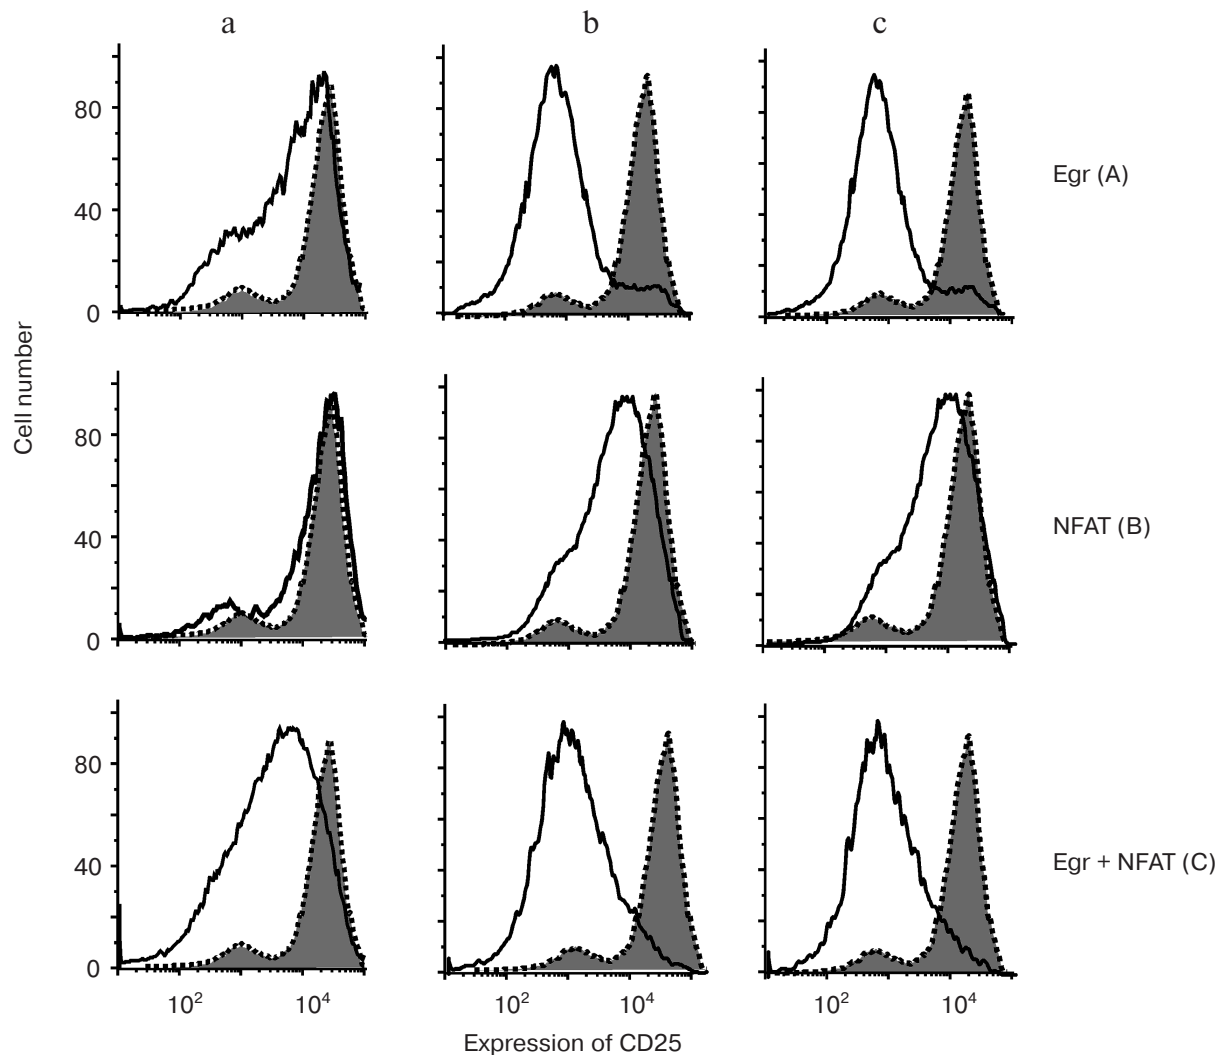 a b c
80
40
0
Egr (A)
80
40
0
NFAT (B)
80
40
0
Egr + NFAT (C)
Cell number
10² 10⁴ 10² 10⁴ 10² 10⁴
Expression of CD25